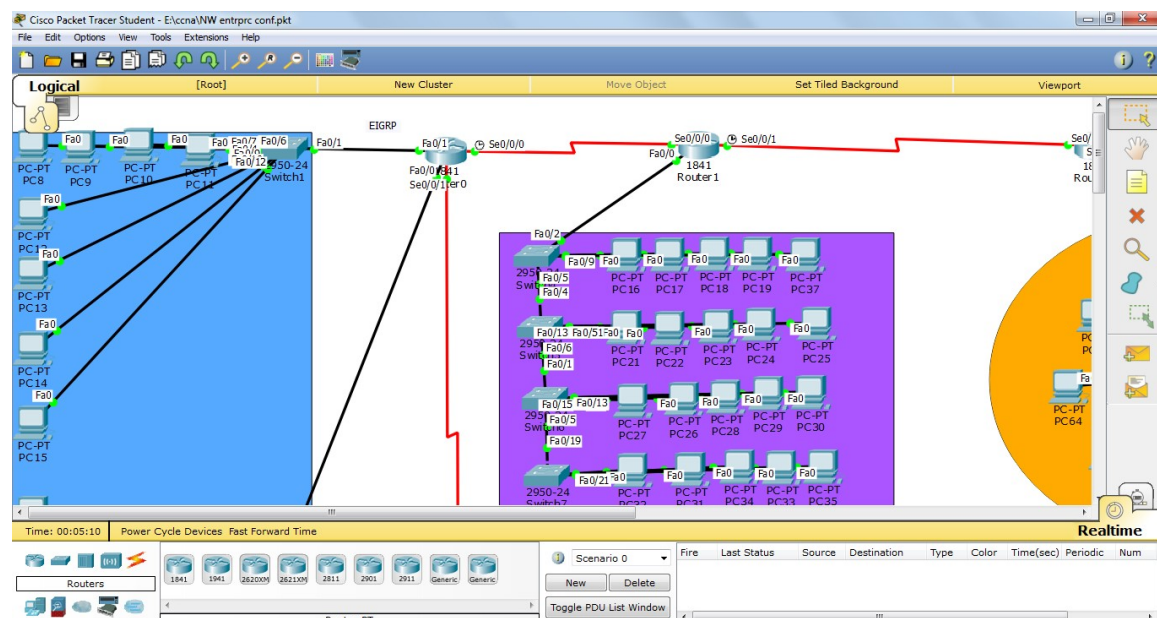 Cisco Packet Tracer Student - E:\ccna\NW entrprc conf.pkt
File Edit Options View Tools Extensions Help
Logical [Root] New Cluster Move Object Set Tiled Background Viewport
EIGRP
Fa0 Fa0 Fa0 Fa0 Fa0/7 Fa0/6 Fa0/1
Fa0/12
PC-PT PC8
PC-PT PC9
PC-PT PC10
PC-PT PC11
2950-24
Switch1
Fa0
PC-PT
Fa0
PC-PT
PC13
Fa0
PC-PT
PC14
Fa0
PC-PT
PC15
Fa0/1 Se0/0/0
Fa0/0
Se0/0/1
Se0/0/0 Se0/0/1
Fa0/0
1841
Router1
Fa0/2
Fa0/9 Fa0 Fa0 Fa0 Fa0
Fa0/5
Fa0/4
PC-PT PC16
PC-PT PC17
PC-PT PC18
PC-PT PC19
PC-PT PC37
Fa0/13 Fa0 Fa0 Fa0 Fa0
Fa0/6
Fa0/1
PC-PT PC21
PC-PT PC22
PC-PT PC23
PC-PT PC24
PC-PT PC25
Fa0/15 Fa0/13 Fa0 Fa0 Fa0
Fa0/5
Fa0/19
PC-PT PC27
PC-PT PC26
PC-PT PC28
PC-PT PC29
PC-PT PC30
Fa0/21 Fa0 Fa0 Fa0
2950-24
Switch7
PC-PT PC32
PC-PT PC31
PC-PT PC34
PC-PT PC33
PC-PT PC35
PC-PT
PC64
Time: 00:05:10 Power Cycle Devices Fast Forward Time Realtime
Routers
1841 1941 2620XM 2621XM 2811 2901 2911 Generic Generic
Scenario 0
New Delete
Toggle PDU List Window
Fire Last Status Source Destination Type Color Time(sec) Periodic Num